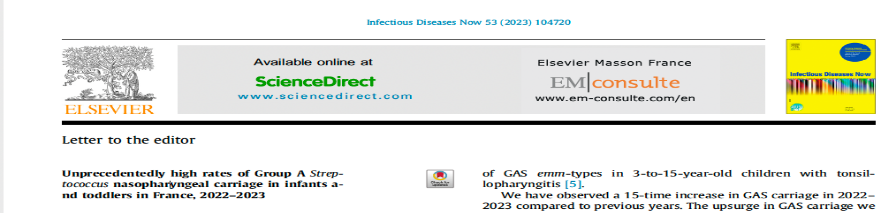 Infectious Diseases Now 53 (2023) 104720
ELSEVIER
Available online at
ScienceDirect
www.sciencedirect.com
Elsevier Masson France
EM|consulte
www.em-consulte.com/en
Infectious Diseases Now
Letter to the editor
Unprecedentedly high rates of Group A Strep-
tococcus nasopharyngeal carriage in infants a-
nd toddlers in France, 2022–2023
of GAS emm-types in 3-to-15-year-old children with tonsil-
lopharyngitis [5].
We have observed a 15-time increase in GAS carriage in 2022–
2023 compared to previous years. The upsurge in GAS carriage we